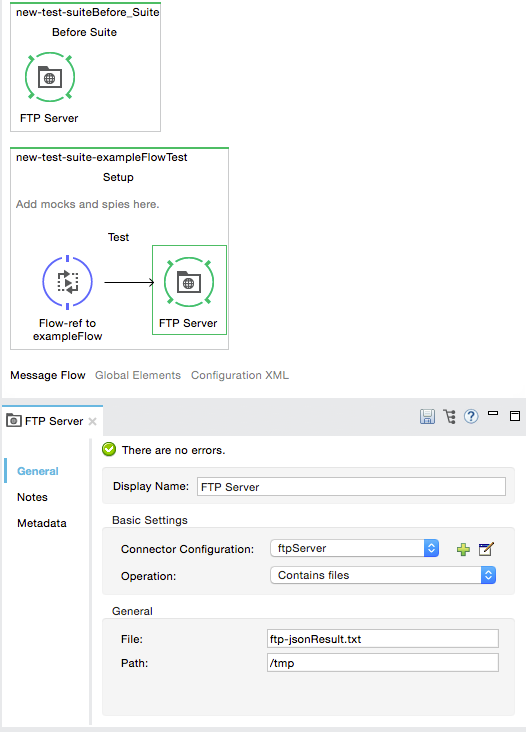 new-test-suiteBefore_Suite
Before Suite
FTP Server
new-test-suite-exampleFlowTest
Setup
Add mocks and spies here.
Test
Flow-ref to
exampleFlow
FTP Server
Message Flow Global Elements Configuration XML
FTP Server
There are no errors.
General
Notes
Metadata
Display Name: FTP Server
Basic Settings
Connector Configuration: ftpServer
Operation: Contains files
General
File: ftp-jsonResult.txt
Path: /tmp